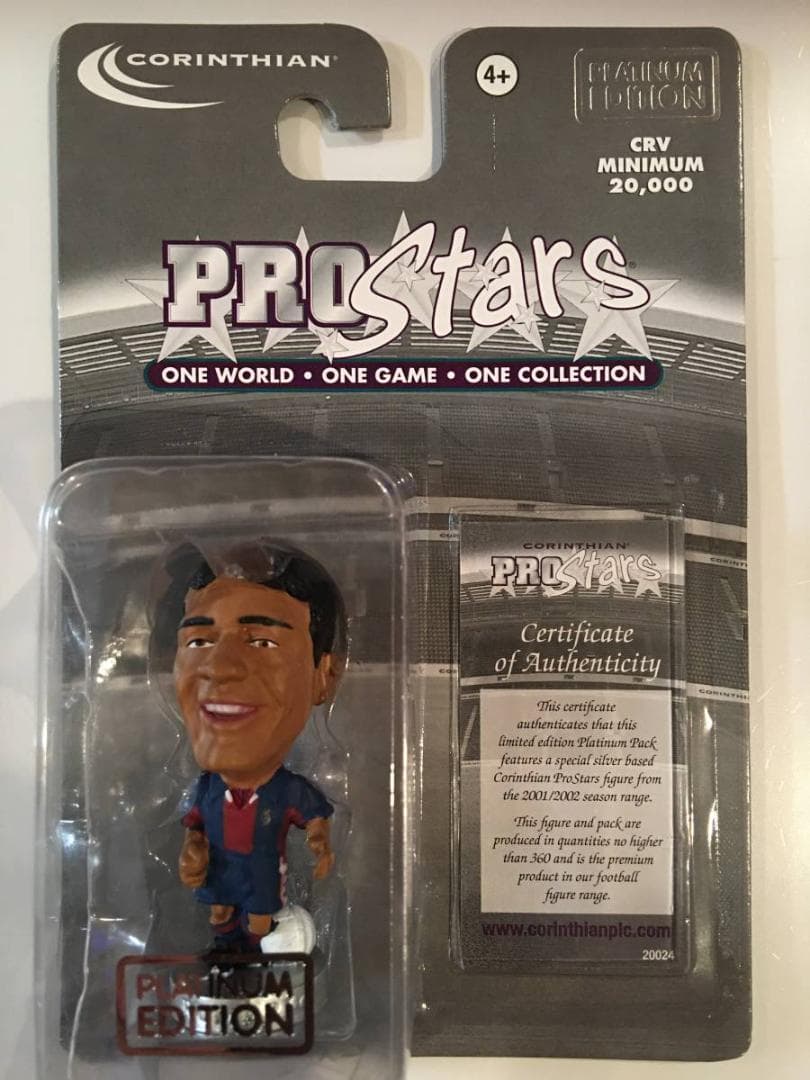 CORINTHIAN
4+
PLATINUM
EDITION
CRV
MINIMUM
20,000
PROStars
ONE WORLD • ONE GAME • ONE COLLECTION
CORINTHIAN
PROStars
Certificate
of Authenticity
This certificate
authenticates that this
limited edition Platinum Pack
features a special silver based
Corinthian ProStars figure from
the 2001/2002 season range.
This figure and pack are
produced in quantities no higher
than 360 and is the premium
product in our football
figure range.
www.corinthianplc.com
20024
PLATINUM
EDITION